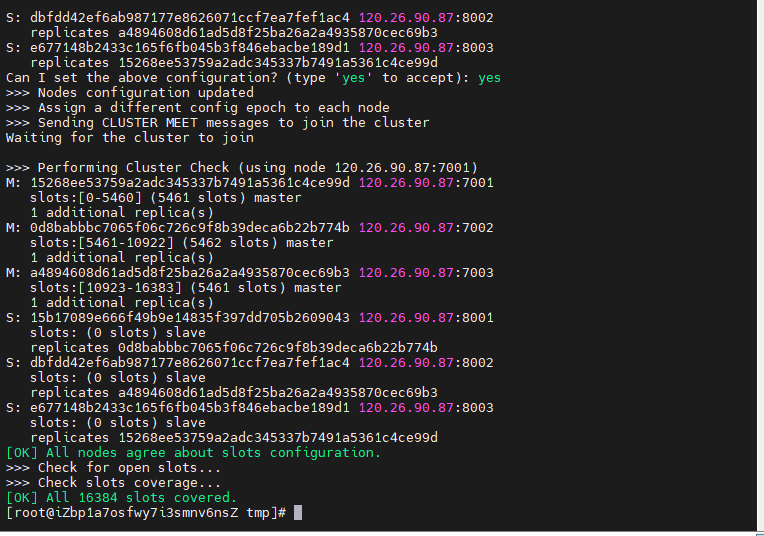 S: dbfdd42ef6ab987177e8626071ccf7ea7fef1ac4 120.26.90.87:8002
   replicates a4894608d61ad5d8f25ba26a2a4935870cec69b3
S: e677148b2433c165f6fb045b3f846ebacbe189d1 120.26.90.87:8003
   replicates 15268ee53759a2adc345337b7491a5361c4ce99d
Can I set the above configuration? (type 'yes' to accept): yes
>>> Nodes configuration updated
>>> Assign a different config epoch to each node
>>> Sending CLUSTER MEET messages to join the cluster
Waiting for the cluster to join

>>> Performing Cluster Check (using node 120.26.90.87:7001)
M: 15268ee53759a2adc345337b7491a5361c4ce99d 120.26.90.87:7001
   slots:[0-5460] (5461 slots) master
   1 additional replica(s)
M: 0d8babbbc7065f06c726c9f8b39deca6b22b774b 120.26.90.87:7002
   slots:[5461-10922] (5462 slots) master
   1 additional replica(s)
M: a4894608d61ad5d8f25ba26a2a4935870cec69b3 120.26.90.87:7003
   slots:[10923-16383] (5461 slots) master
   1 additional replica(s)
S: 15b17089e666f49b9e14835f397dd705b2609043 120.26.90.87:8001
   slots: (0 slots) slave
   replicates 0d8babbbc7065f06c726c9f8b39deca6b22b774b
S: dbfdd42ef6ab987177e8626071ccf7ea7fef1ac4 120.26.90.87:8002
   slots: (0 slots) slave
   replicates a4894608d61ad5d8f25ba26a2a4935870cec69b3
S: e677148b2433c165f6fb045b3f846ebacbe189d1 120.26.90.87:8003
   slots: (0 slots) slave
   replicates 15268ee53759a2adc345337b7491a5361c4ce99d
[OK] All nodes agree about slots configuration.
>>> Check for open slots...
>>> Check slots coverage...
[OK] All 16384 slots covered.
[root@iZbp1a7osfwy7i3smnv6nsZ tmp]#